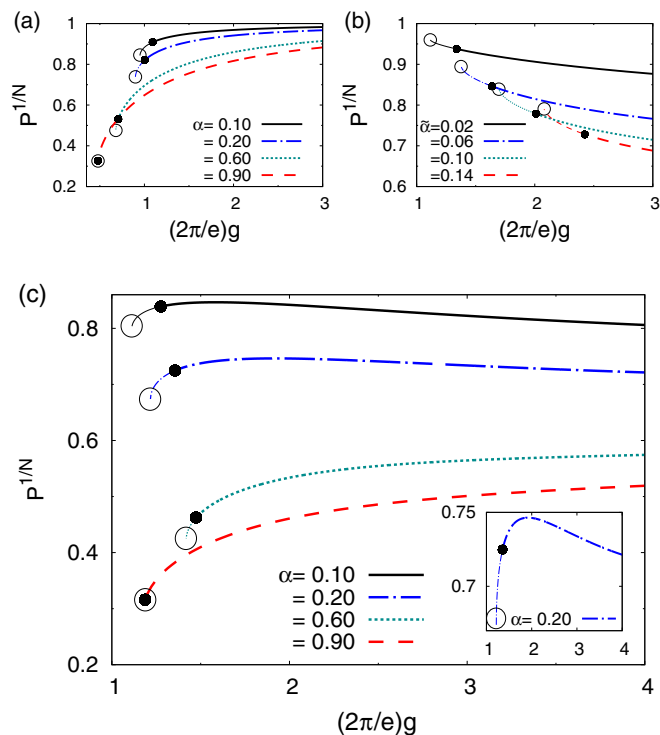 (a)
P^1/N
1
0.8
0.6
0.4
0.2
α= 0.10
= 0.20
= 0.60
= 0.90
1
2
3
(2π/e)g
(b)
P^1/N
1
0.9
0.8
0.7
0.6
α̃=0.02
=0.06
=0.10
=0.14
1
2
3
(2π/e)g
(c)
P^1/N
0.8
0.6
0.4
0.2
α= 0.10
= 0.20
= 0.60
= 0.90
0.75
0.7
α= 0.20
1 2 3 4
1
2
3
4
(2π/e)g